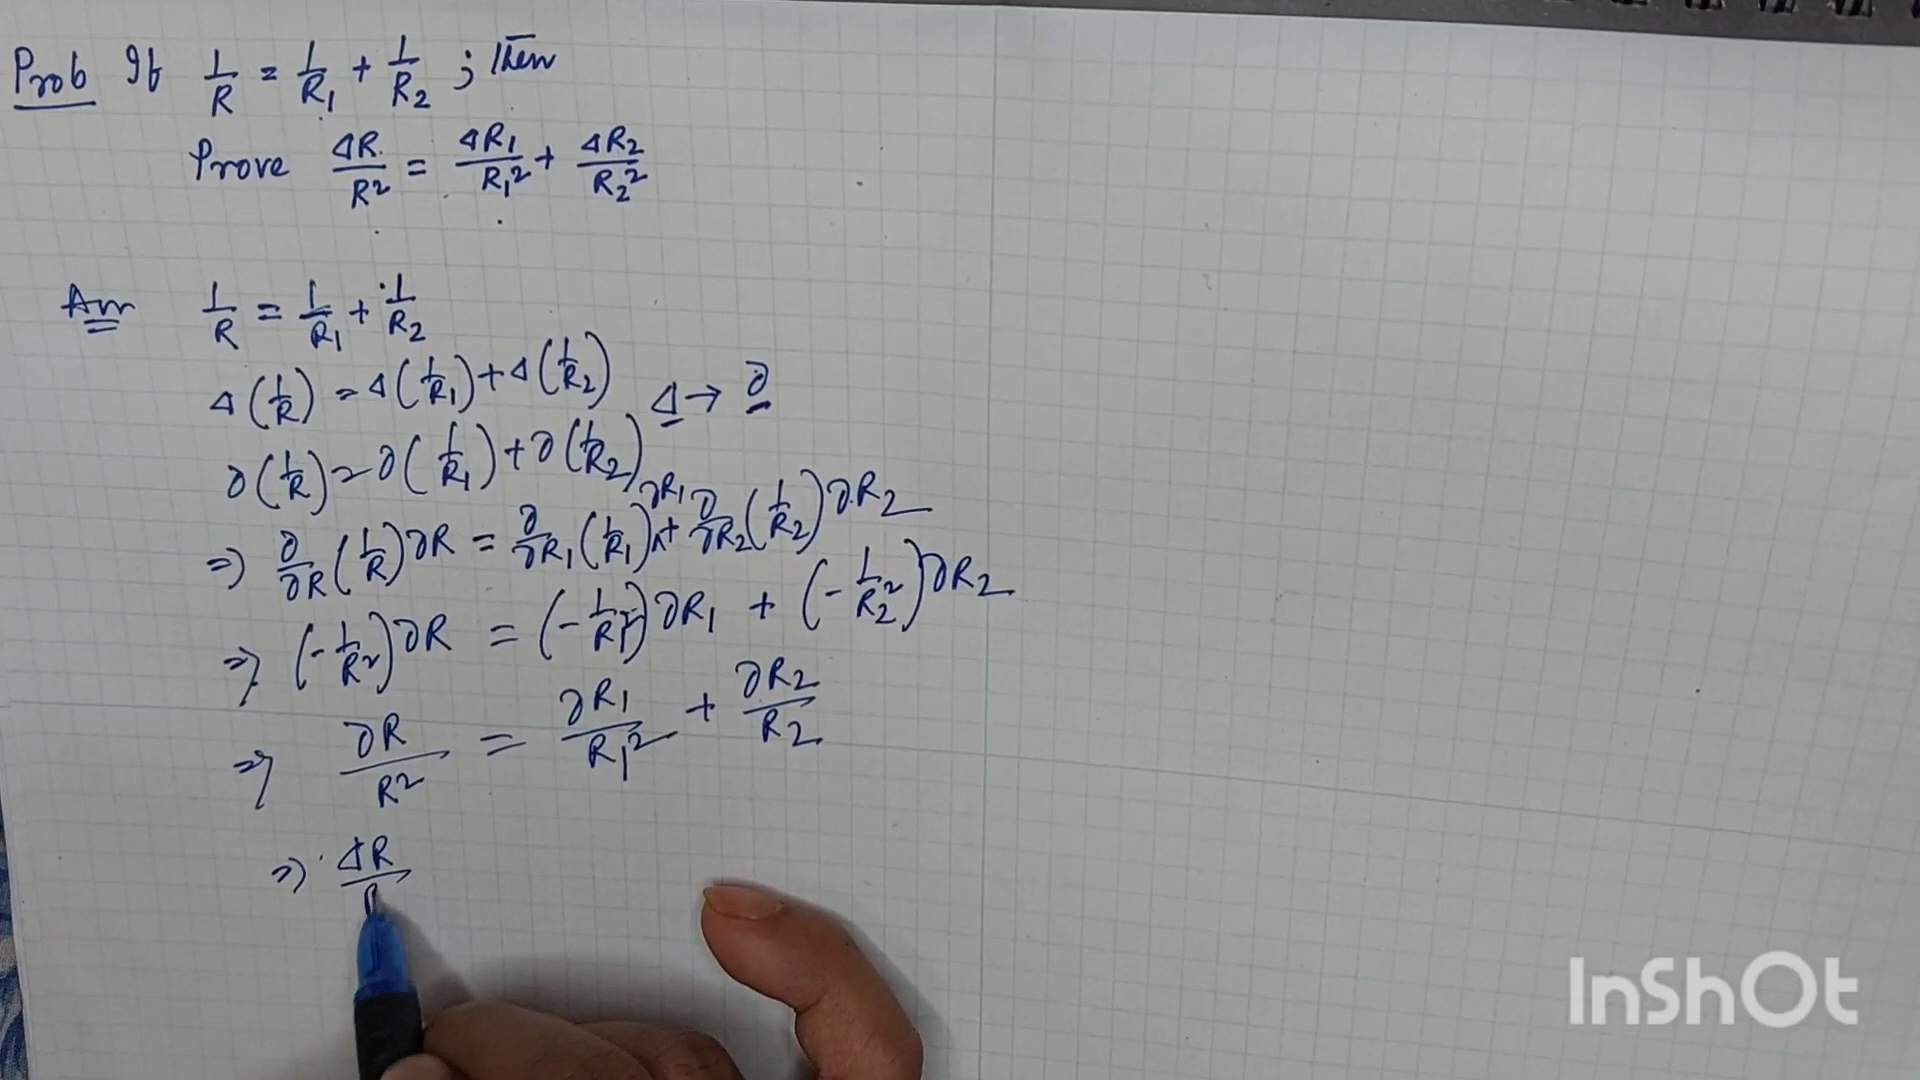 Prob If 1/R = 1/R₁ + 1/R₂ ; Then
Prove ΔR/R² = ΔR₁/R₁² + ΔR₂/R₂²
Ans 1/R = 1/R₁ + 1/R₂
Δ(1/R) = Δ(1/R₁) + Δ(1/R₂) Δ → ∂
∂(1/R) = ∂(1/R₁) + ∂(1/R₂)
⇒ ∂/∂R (1/R) ∂R = ∂/∂R₁ (1/R₁) ∂R₁ + ∂/∂R₂ (1/R₂) ∂R₂
⇒ (-1/R²) ∂R = (-1/R₁²) ∂R₁ + (-1/R₂²) ∂R₂
⇒ ∂R/R² = ∂R₁/R₁² + ∂R₂/R₂
⇒ ΔR/
InShOt